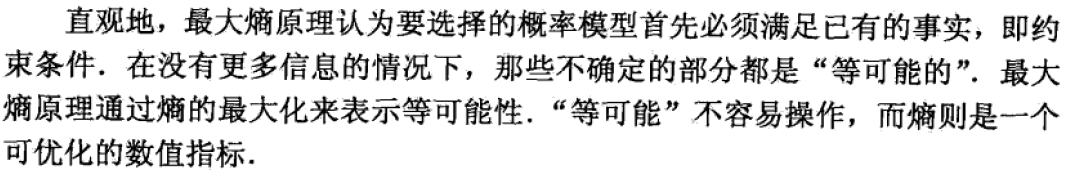 直观地，最大熵原理认为要选择的概率模型首先必须满足已有的事实，即约
束条件．在没有更多信息的情况下，那些不确定的部分都是“等可能的”．最大
熵原理通过熵的最大化来表示等可能性．“等可能”不容易操作，而熵则是一个
可优化的数值指标．